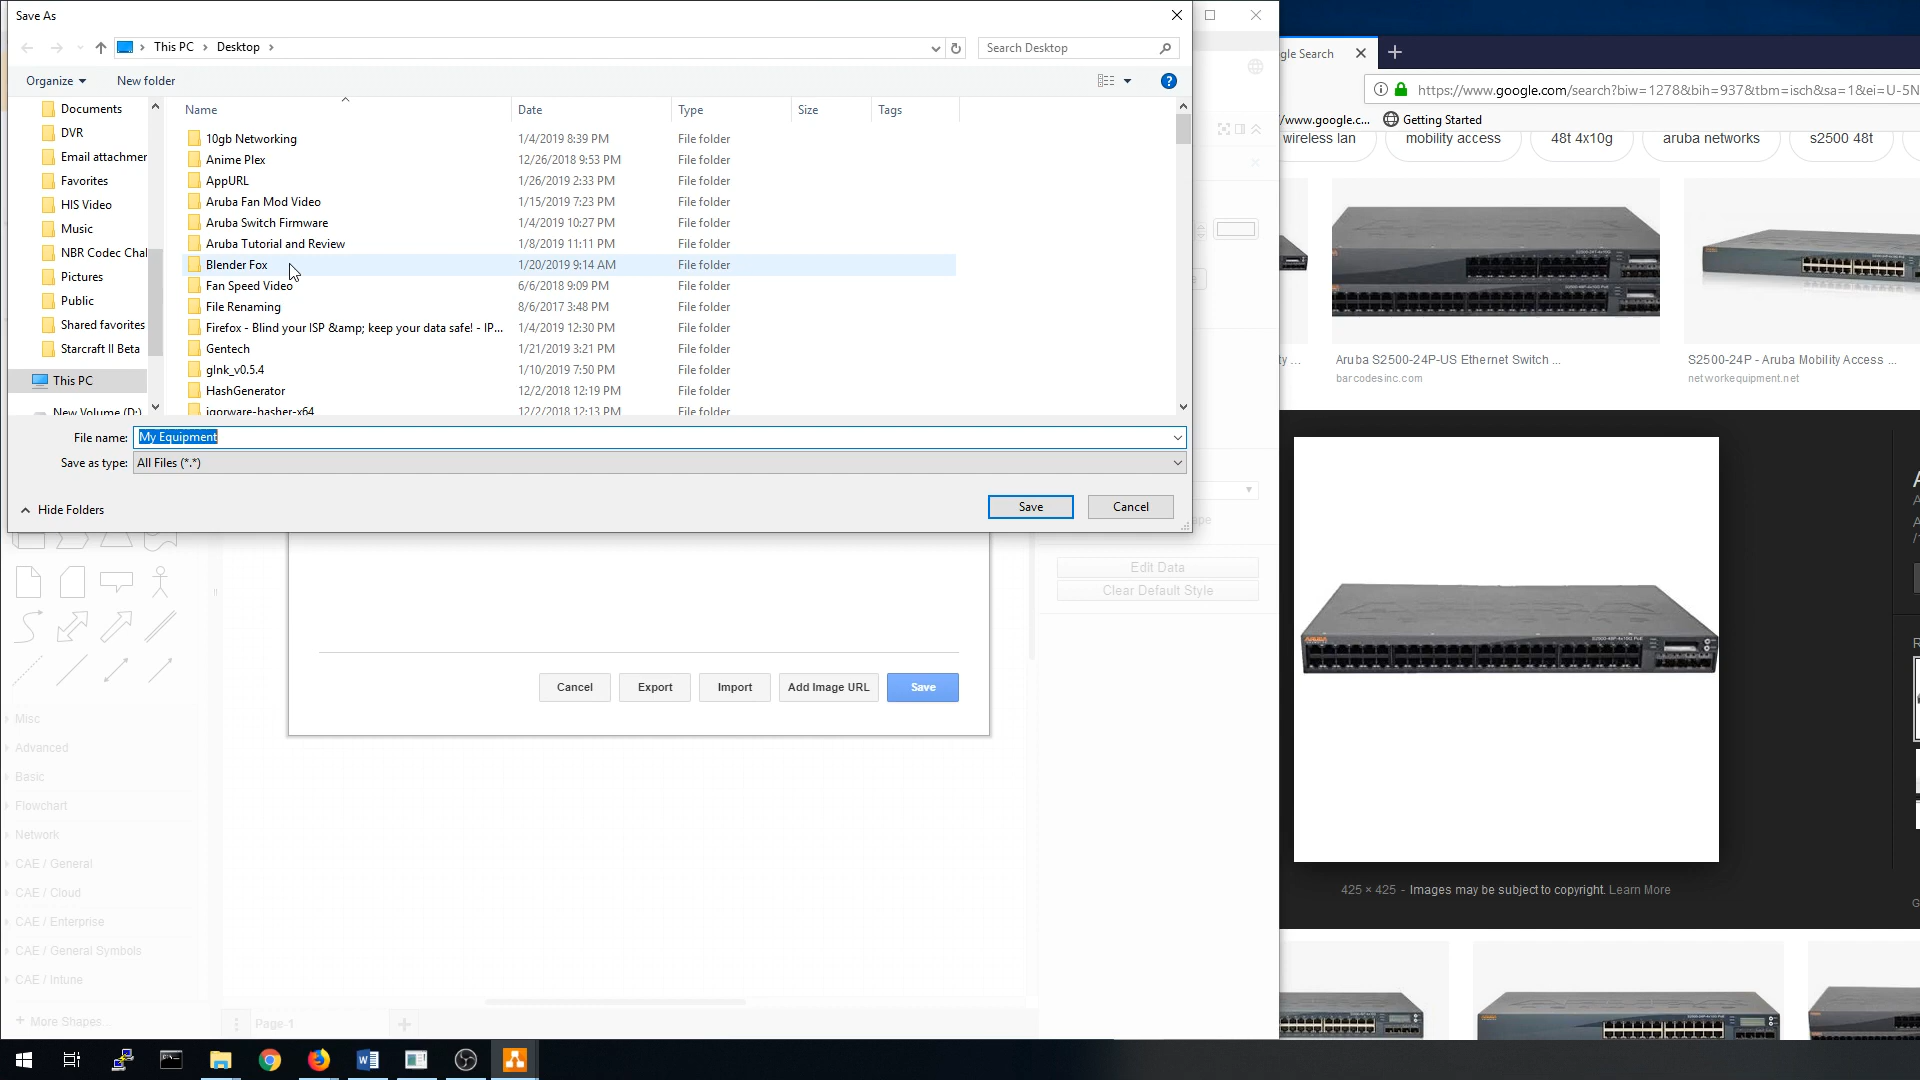 Save As
This PC
Desktop
Search Desktop
Organize
New folder
Documents
DVR
Email attachmer
Favorites
HIS Video
Music
NBR Codec Chal
Pictures
Public
Shared favorites
Starcraft II Beta
This PC
New Volume (D:)
Name Date Type Size Tags
10gb Networking 1/4/2019 8:39 PM File folder
Anime Plex 12/26/2018 9:53 PM File folder
AppURL 1/26/2019 2:33 PM File folder
Aruba Fan Mod Video 1/15/2019 7:23 PM File folder
Aruba Switch Firmware 1/4/2019 10:27 PM File folder
Aruba Tutorial and Review 1/8/2019 11:11 PM File folder
Blender Fox 1/20/2019 9:14 AM File folder
Fan Speed Video 6/6/2018 9:09 PM File folder
File Renaming 8/6/2017 3:48 PM File folder
Firefox - Blind your ISP &amp; keep your data safe! - IP... 1/4/2019 12:30 PM File folder
Gentech 1/21/2019 3:21 PM File folder
glnk_v0.5.4 1/10/2019 7:50 PM File folder
HashGenerator 12/2/2018 12:19 PM File folder
igorware-hasher-x64 12/2/2018 12:13 PM File folder
File name: My Equipment
Save as type: All Files (*.*)
Hide Folders
Save
Cancel
Edit Data
Clear Default Style
Cancel
Export
Import
Add Image URL
Save
Misc
Advanced
Basic
Flowchart
Network
CAE / General
CAE / Cloud
CAE / Enterprise
CAE / General Symbols
CAE / Intune
+ More Shapes...
Page-1
gle Search
https://www.google.com/search?biw=1278&bih=937&tbm=isch&sa=1&ei=U-5N
/www.google.c...
Getting Started
wireless lan
mobility access
48t 4x10g
aruba networks
s2500 48t
ty ...
Aruba S2500-24P-US Ethernet Switch ...
barcodesinc.com
S2500-24P - Aruba Mobility Access ...
networkequipment.net
425 × 425 - Images may be subject to copyright. Learn More